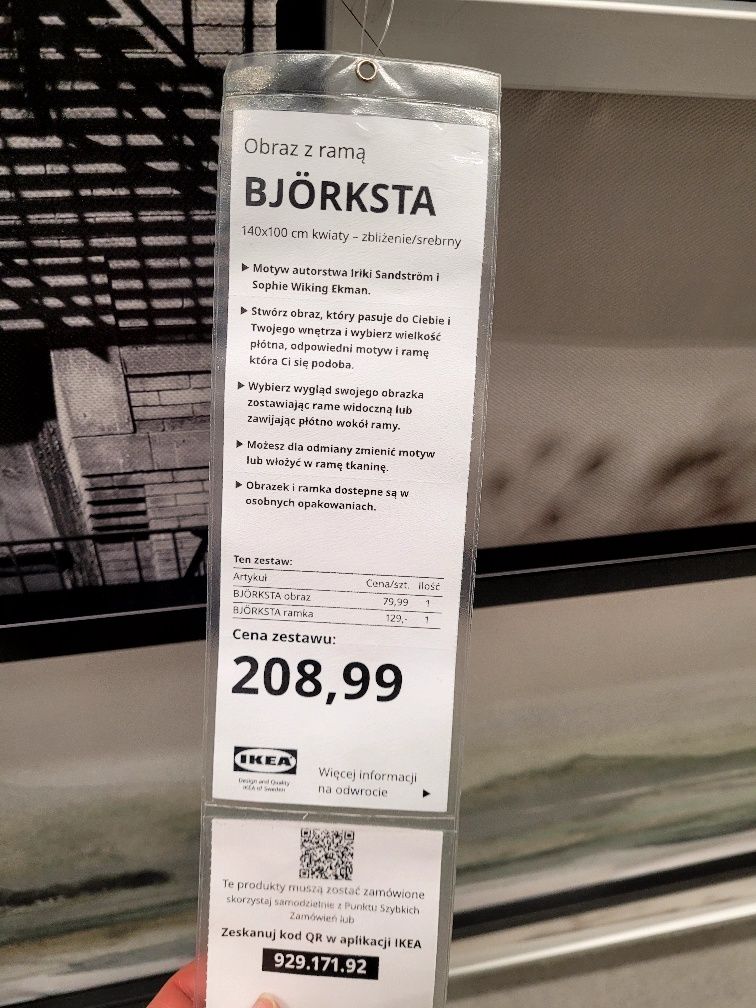 Obraz z ramą
BJÖRKSTA
140x100 cm kwiaty – zbliżenie/srebrny
▶ Motyw autorstwa Iriki Sandström i
Sophie Wiking Ekman.
▶ Stwórz obraz, który pasuje do Ciebie i
Twojego wnętrza i wybierz wielkość
płótna, odpowiedni motyw i ramę
która Ci się podoba.
▶ Wybierz wygląd swojego obrazka
zostawiając rame widoczną lub
zawijając płótno wokół ramy.
▶ Możesz dla odmiany zmienić motyw
lub włożyć w ramę tkaninę.
▶ Obrazek i ramka dostepne są w
osobnych opakowaniach.
Ten zestaw:
Artykuł Cena/szt. ilość
BJÖRKSTA obraz 79,99 1
BJÖRKSTA ramka 129,- 1
Cena zestawu:
208,99
IKEA
Design and Quality
IKEA of Sweden
Więcej informacji
na odwrocie ▶
Te produkty muszą zostać zamówione
skorzystaj samodzielnie z Punktu Szybkich
Zamówień lub
Zeskanuj kod QR w aplikacji IKEA
929.171.92